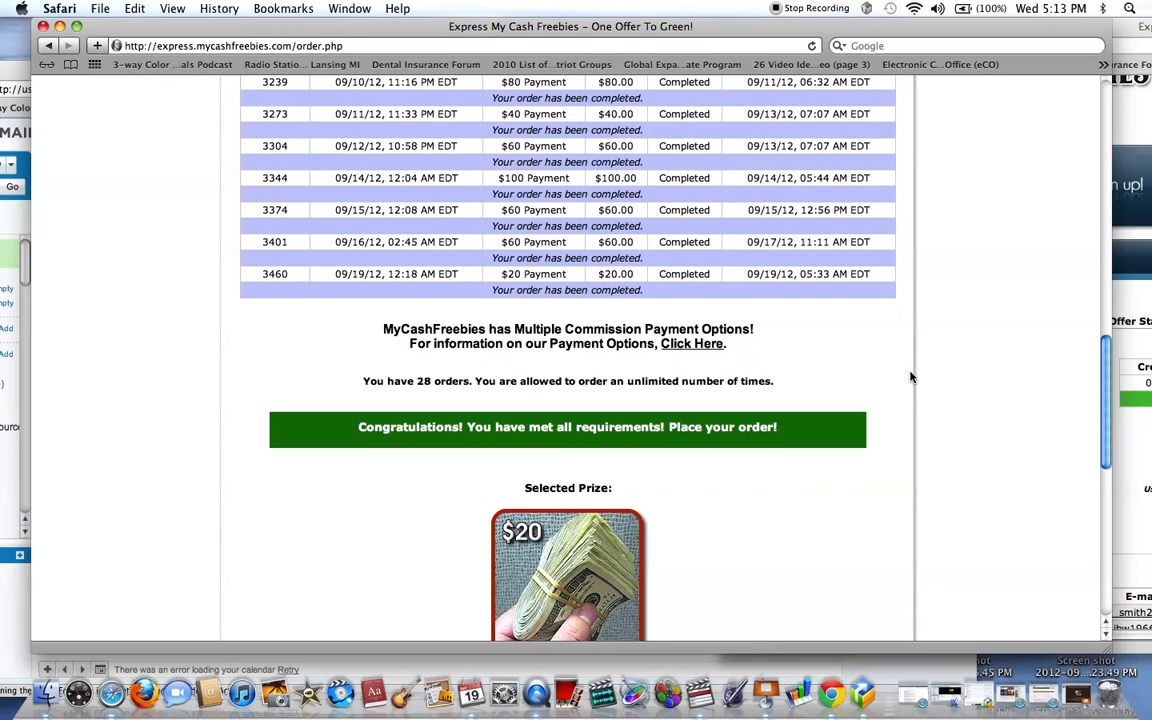 Safari File Edit View History Bookmarks Window Help Stop Recording (100%) Wed 5:13 PM
Express My Cash Freebies – One Offer To Green!
http://express.mycashfreebies.com/order.php Google
3-way Color ...als Podcast Radio Statio... Lansing MI Dental Insurance Forum 2010 List of...triot Groups Global Expa...ate Program 26 Video Ide...eo (page 3) Electronic C...Office (eCO)
3239 09/10/12, 11:16 PM EDT $80 Payment $80.00 Completed 09/11/12, 06:32 AM EDT
Your order has been completed.
3273 09/11/12, 11:33 PM EDT $40 Payment $40.00 Completed 09/13/12, 07:07 AM EDT
Your order has been completed.
3304 09/12/12, 10:58 PM EDT $60 Payment $60.00 Completed 09/13/12, 07:07 AM EDT
Your order has been completed.
3344 09/14/12, 12:04 AM EDT $100 Payment $100.00 Completed 09/14/12, 05:44 AM EDT
Your order has been completed.
3374 09/15/12, 12:08 AM EDT $60 Payment $60.00 Completed 09/15/12, 12:56 PM EDT
Your order has been completed.
3401 09/16/12, 02:45 AM EDT $60 Payment $60.00 Completed 09/17/12, 11:11 AM EDT
Your order has been completed.
3460 09/19/12, 12:18 AM EDT $20 Payment $20.00 Completed 09/19/12, 05:33 AM EDT
Your order has been completed.
MyCashFreebies has Multiple Commission Payment Options!
For information on our Payment Options, Click Here.
You have 28 orders. You are allowed to order an unlimited number of times.
Congratulations! You have met all requirements! Place your order!
Selected Prize:
$20
Go
Add
Add
up!
E-ma
smith2
There was an error loading your calendar Retry
Screen shot
2012-09...23.49 PM
19